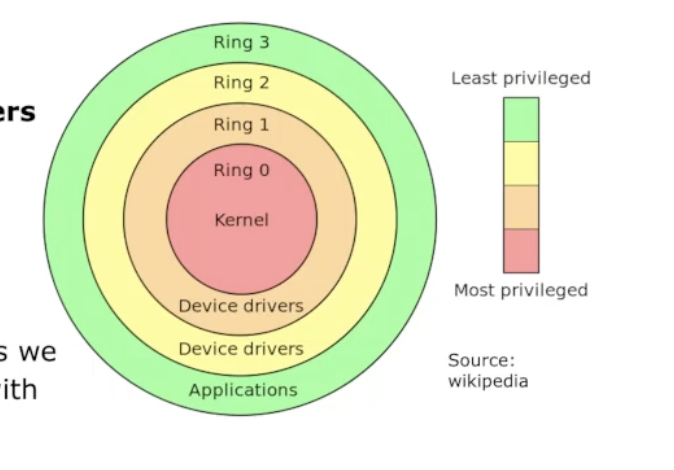 ers
s we
ith
Ring 3
Ring 2
Ring 1
Ring 0
Kernel
Device drivers
Device drivers
Applications
Least privileged
Most privileged
Source:
wikipedia